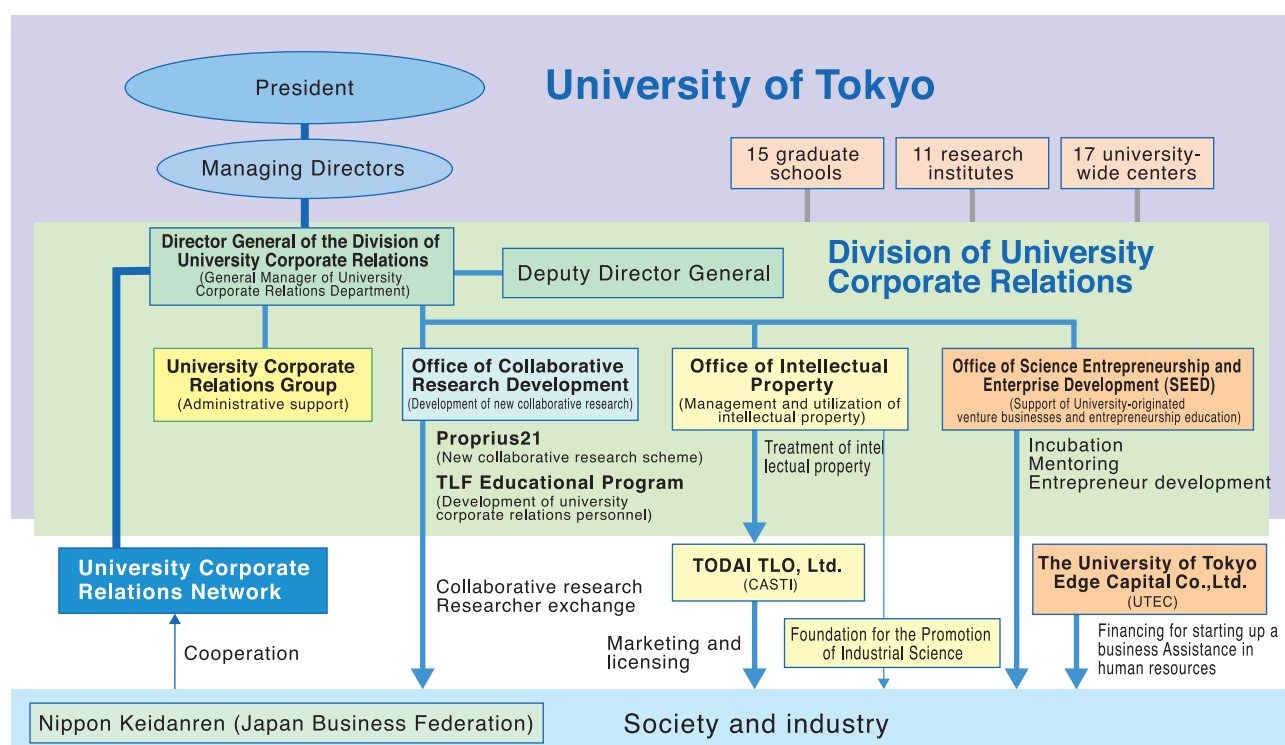 University of Tokyo
President
Managing Directors
15 graduate
schools
11 research
institutes
17 university-
wide centers
Division of University
Corporate Relations
Director General of the Division of
University Corporate Relations
(General Manager of University
Corporate Relations Department)
Deputy Director General
University Corporate
Relations Group
(Administrative support)
Office of Collaborative
Research Development
(Development of new collaborative research)
Office of Intellectual
Property
(Management and utilization of
intellectual property)
Office of Science Entrepreneurship and
Enterprise Development (SEED)
(Support of University-originated
venture businesses and entrepreneurship education)
Proprius21
(New collaborative research scheme)
TLF Educational Program
(Development of university
corporate relations personnel)
Treatment of intel
lectual property
Incubation
Mentoring
Entrepreneur development
University Corporate
Relations Network
Collaborative research
Researcher exchange
TODAI TLO, Ltd.
(CASTI)
The University of Tokyo
Edge Capital Co.,Ltd.
(UTEC)
Cooperation
Marketing and
licensing
Foundation for the Promotion
of Industrial Science
Financing for starting up a
business Assistance in
human resources
Nippon Keidanren (Japan Business Federation)
Society and industry